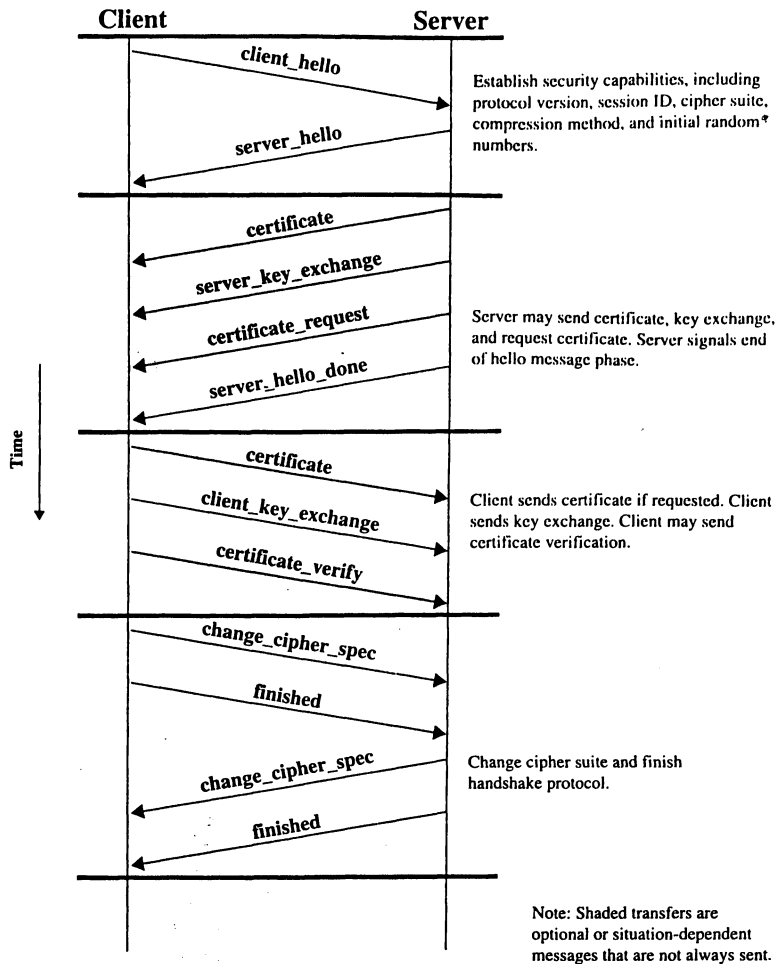 Client
Server
client_hello
Establish security capabilities, including
protocol version, session ID, cipher suite,
compression method, and initial random
numbers.
server_hello
certificate
server_key_exchange
certificate_request
Server may send certificate, key exchange,
and request certificate. Server signals end
of hello message phase.
server_hello_done
Time
certificate
client_key_exchange
Client sends certificate if requested. Client
sends key exchange. Client may send
certificate verification.
certificate_verify
change_cipher_spec
finished
change_cipher_spec
Change cipher suite and finish
handshake protocol.
finished
Note: Shaded transfers are
optional or situation-dependent
messages that are not always sent.